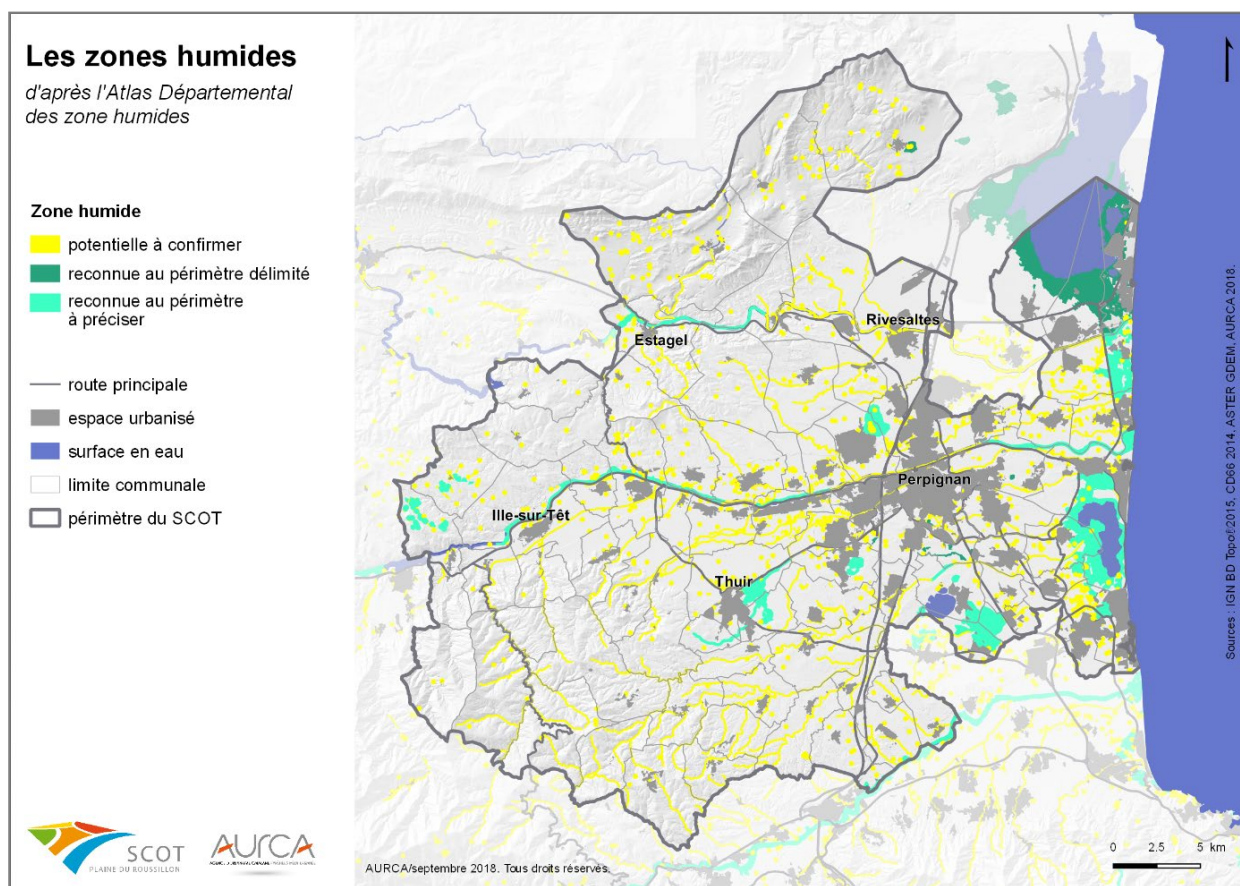 Les zones humides
d'après l'Atlas Départemental
des zone humides
Zone humide
potentielle à confirmer
reconnue au périmètre délimité
reconnue au périmètre
à préciser
route principale
espace urbanisé
surface en eau
limite communale
périmètre du SCOT
Rivesaltes
Estagel
Perpignan
Ille-sur-Têt
Thuir
Sources : IGN BD Topo®2015, CD66 2014, ASTER GDEM, AURCA 2018.
0 2,5 5 km
AURCA/septembre 2018. Tous droits réservés.
SCOT
PLAINE DU ROUSSILLON
AURCA